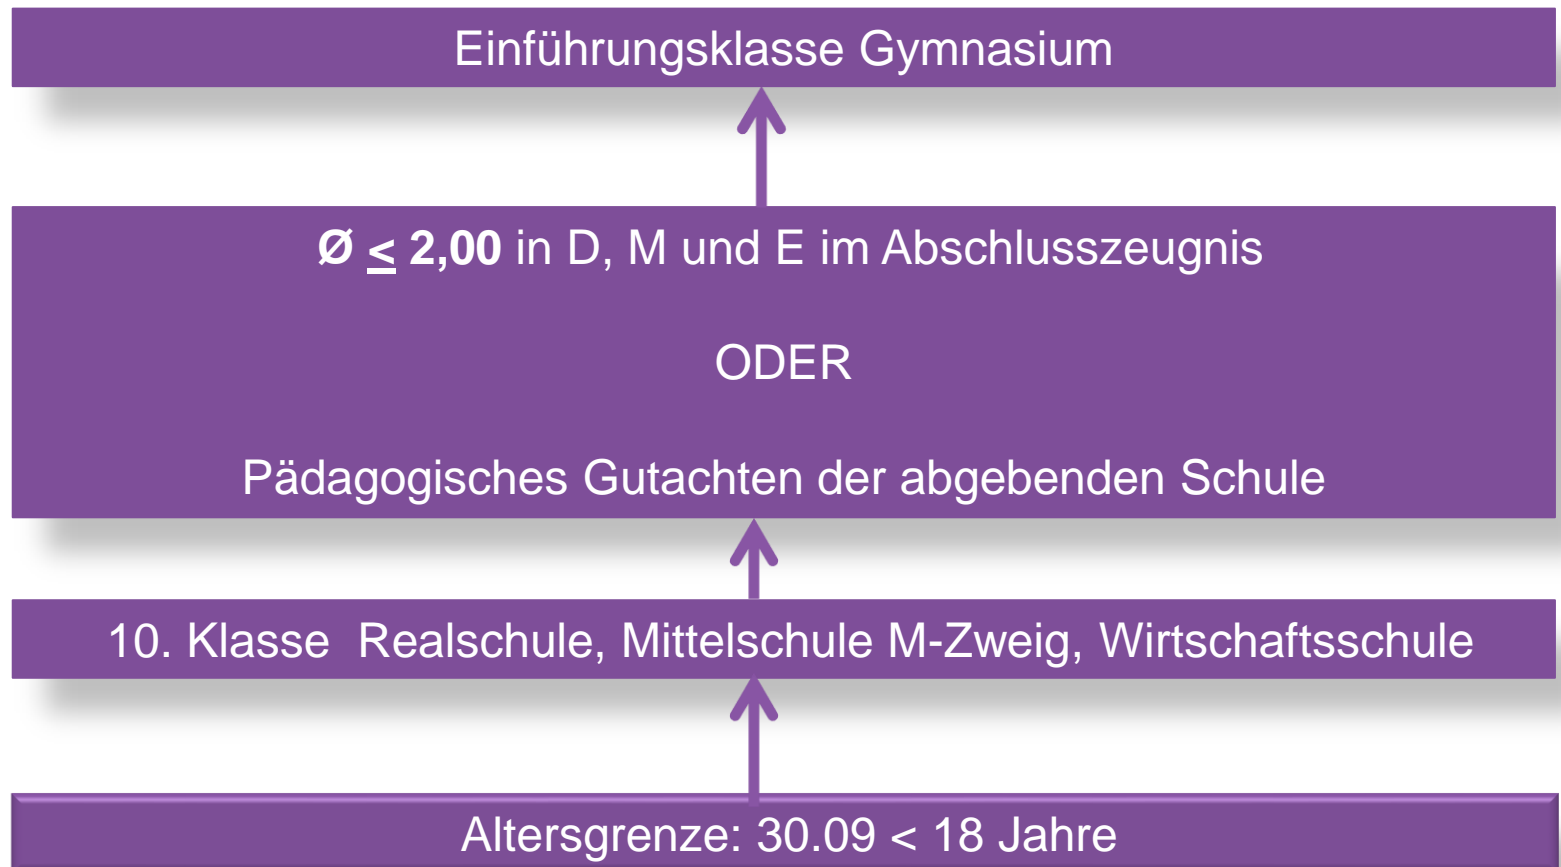 Einführungsklasse Gymnasium
Ø ≤ 2,00 in D, M und E im Abschlusszeugnis
ODER
Pädagogisches Gutachten der abgebenden Schule
10. Klasse  Realschule, Mittelschule M-Zweig, Wirtschaftsschule
Altersgrenze: 30.09 < 18 Jahre